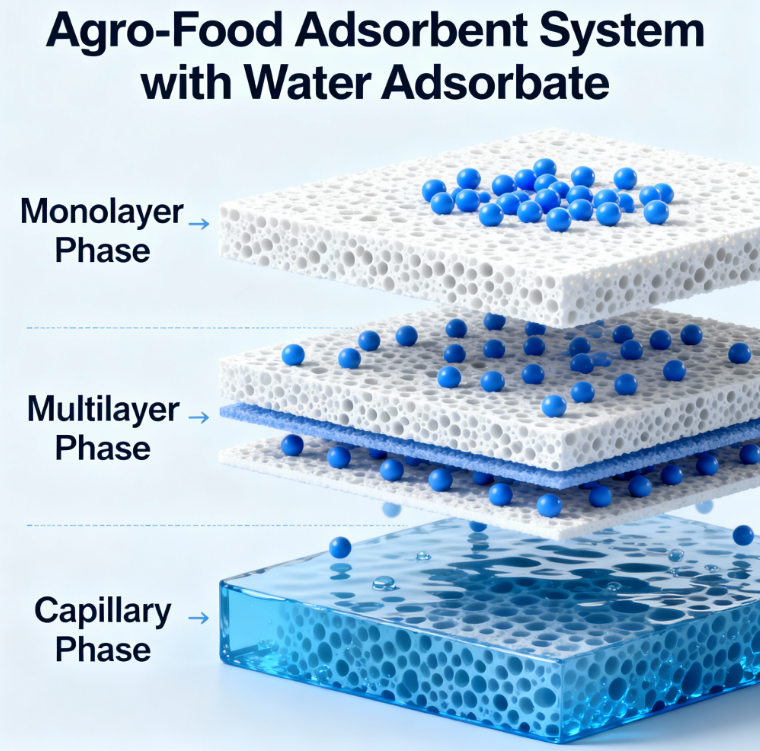 Agro-Food Adsorbent System
with Water Adsorbate
Monolayer
Phase
Multilayer
Phase
Capillary
Phase